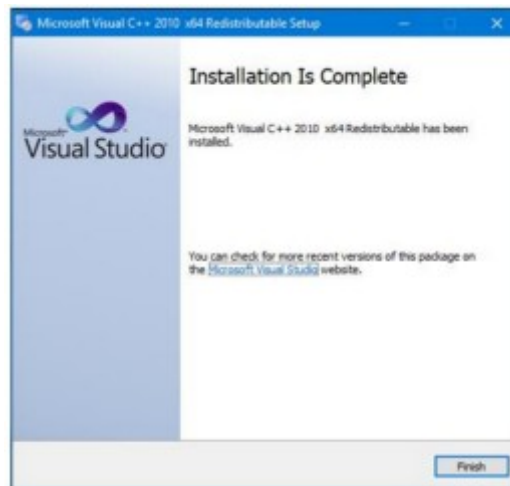 Microsoft Visual C++ 2010 x64 Redistributable Setup
Installation Is Complete
Microsoft Visual Studio
Microsoft Visual C++ 2010 x64 Redistributable has been
installed.
You can check for more recent versions of this package on
the Microsoft Visual Studio website.
Finish